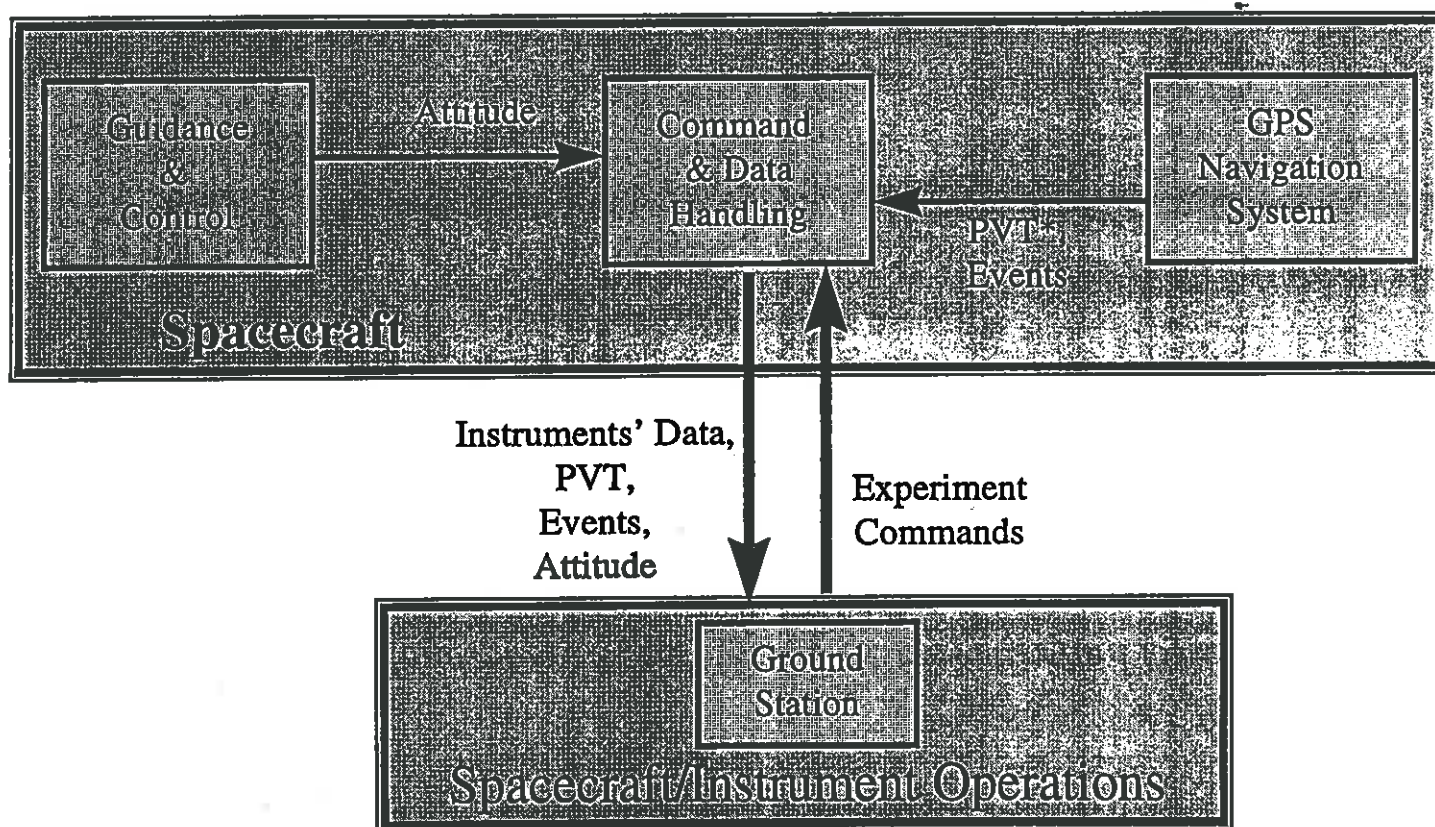 Guidance
&
Control
Attitude
Command
& Data
Handling
PVT*,
Events
GPS
Navigation
System
Spacecraft
Instruments' Data,
PVT,
Events,
Attitude
Experiment
Commands
Ground
Station
Spacecraft/Instrument Operations